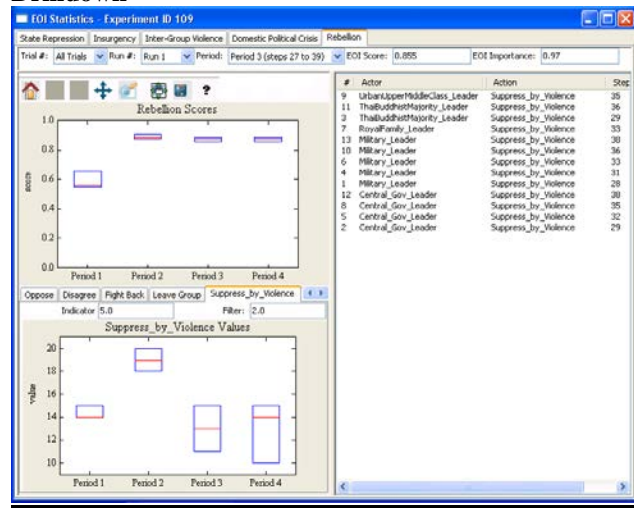 Drilldown
EOI Statistics - Experiment ID 109
State Repression Insurgency Inter-Group Violence Domestic Political Crisis Rebellion
Trial #: All Trials Run #: Run 1 Period: Period 3 (steps 27 to 39) EOI Score: 0.855 EOI Importance: 0.97
?
Rebellion Scores
1.0
0.8
0.6
0.4
0.2
0.0
score
Period 1 Period 2 Period 3 Period 4
Oppose Disagree Fight Back Leave Group Suppress_by_Violence
Indicator 5.0 Filter: 2.0
Suppress_by_Violence Values
20
18
16
14
12
10
value
Period 1 Period 2 Period 3 Period 4
# Actor Action Step
9 UrbanUpperMiddleClass_Leader Suppress_by_Violence 35
11 ThaiBuddhistMajority_Leader Suppress_by_Violence 36
3 ThaiBuddhistMajority_Leader Suppress_by_Violence 29
7 RoyalFamily_Leader Suppress_by_Violence 33
13 Military_Leader Suppress_by_Violence 38
10 Military_Leader Suppress_by_Violence 36
6 Military_Leader Suppress_by_Violence 33
4 Military_Leader Suppress_by_Violence 31
1 Military_Leader Suppress_by_Violence 28
12 Central_Gov_Leader Suppress_by_Violence 38
8 Central_Gov_Leader Suppress_by_Violence 35
5 Central_Gov_Leader Suppress_by_Violence 32
2 Central_Gov_Leader Suppress_by_Violence 29